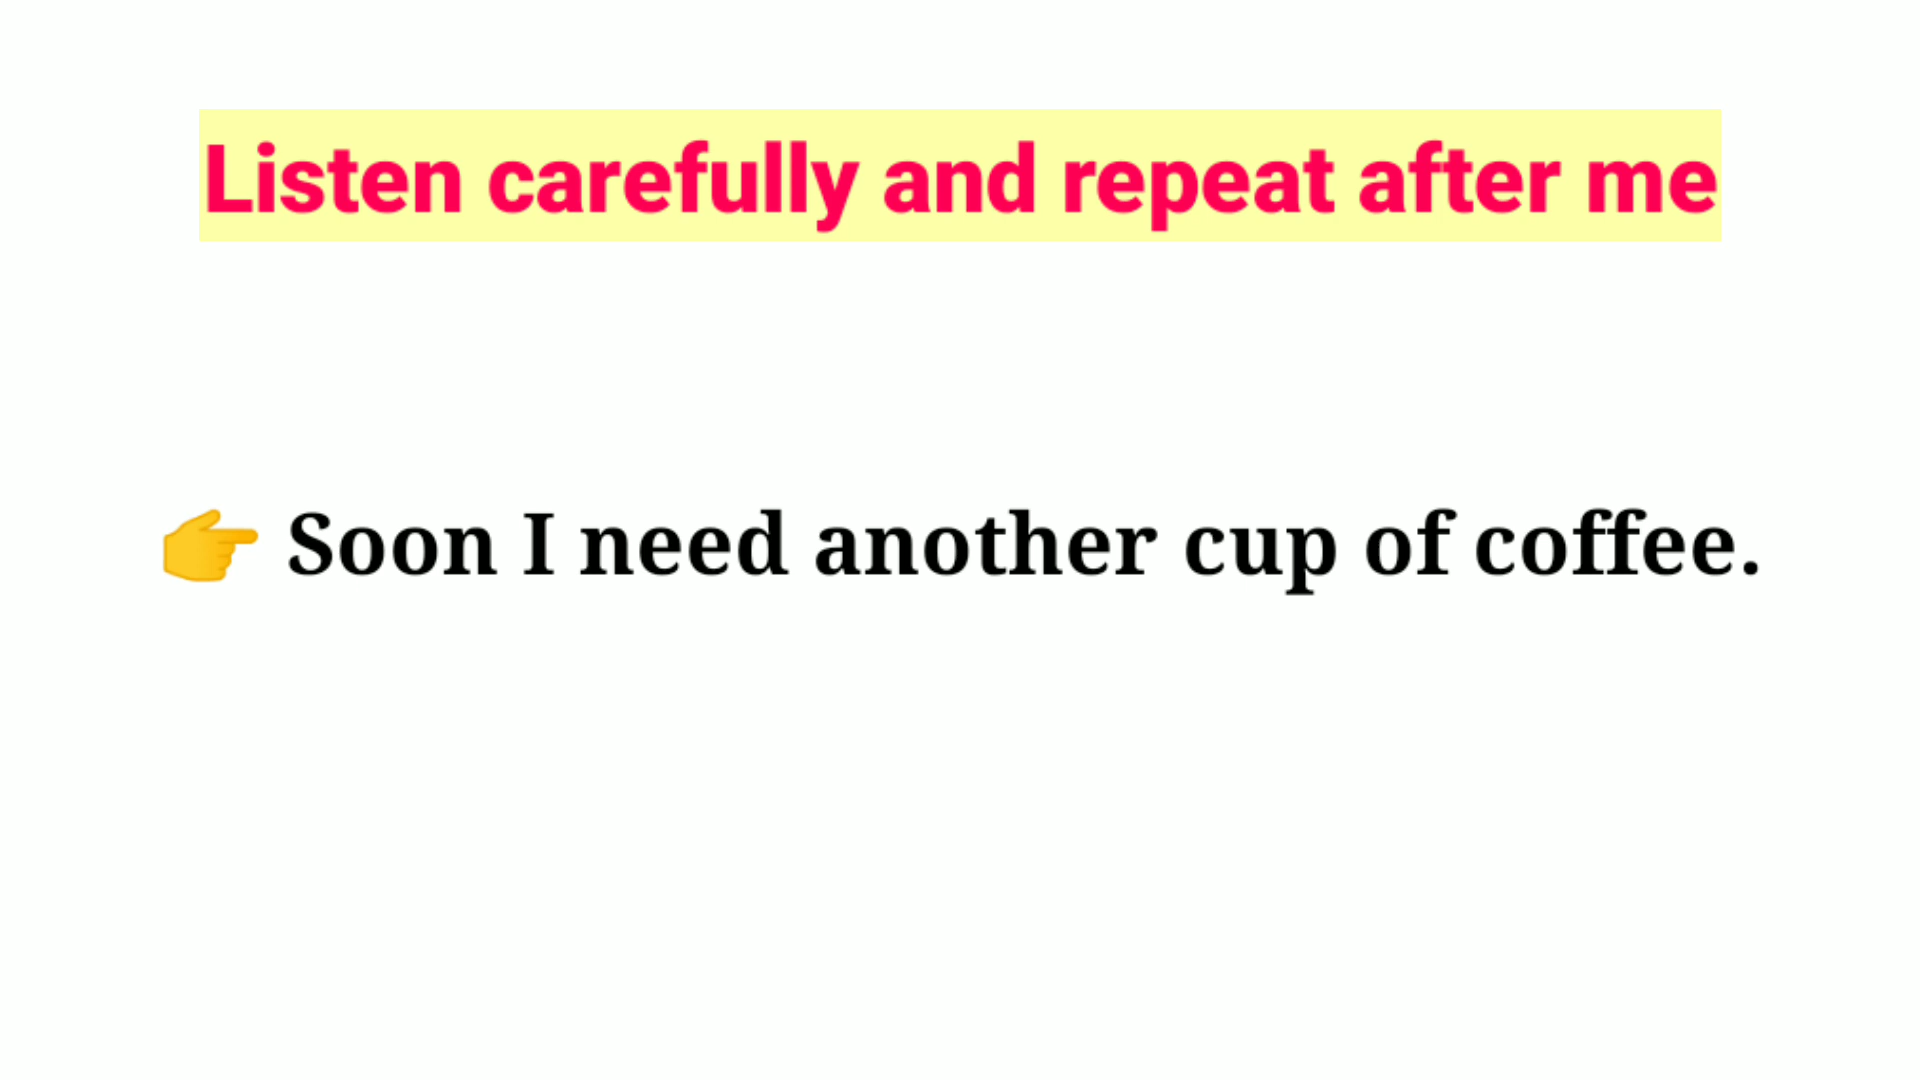 Listen carefully and repeat after me
👉 Soon I need another cup of coffee.